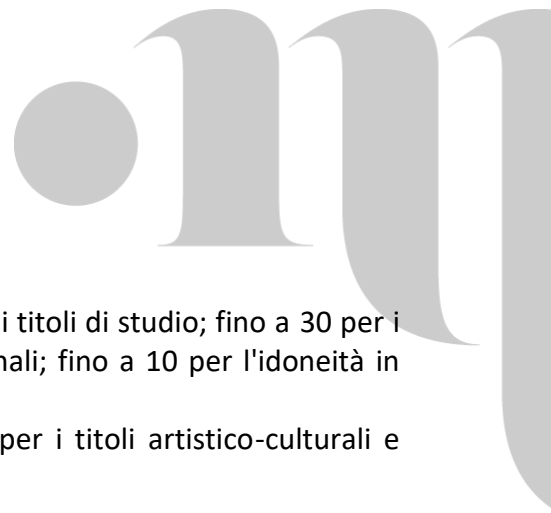 i titoli di studio; fino a 30 per i
nali; fino a 10 per l'idoneità in
per i titoli artistico-culturali e